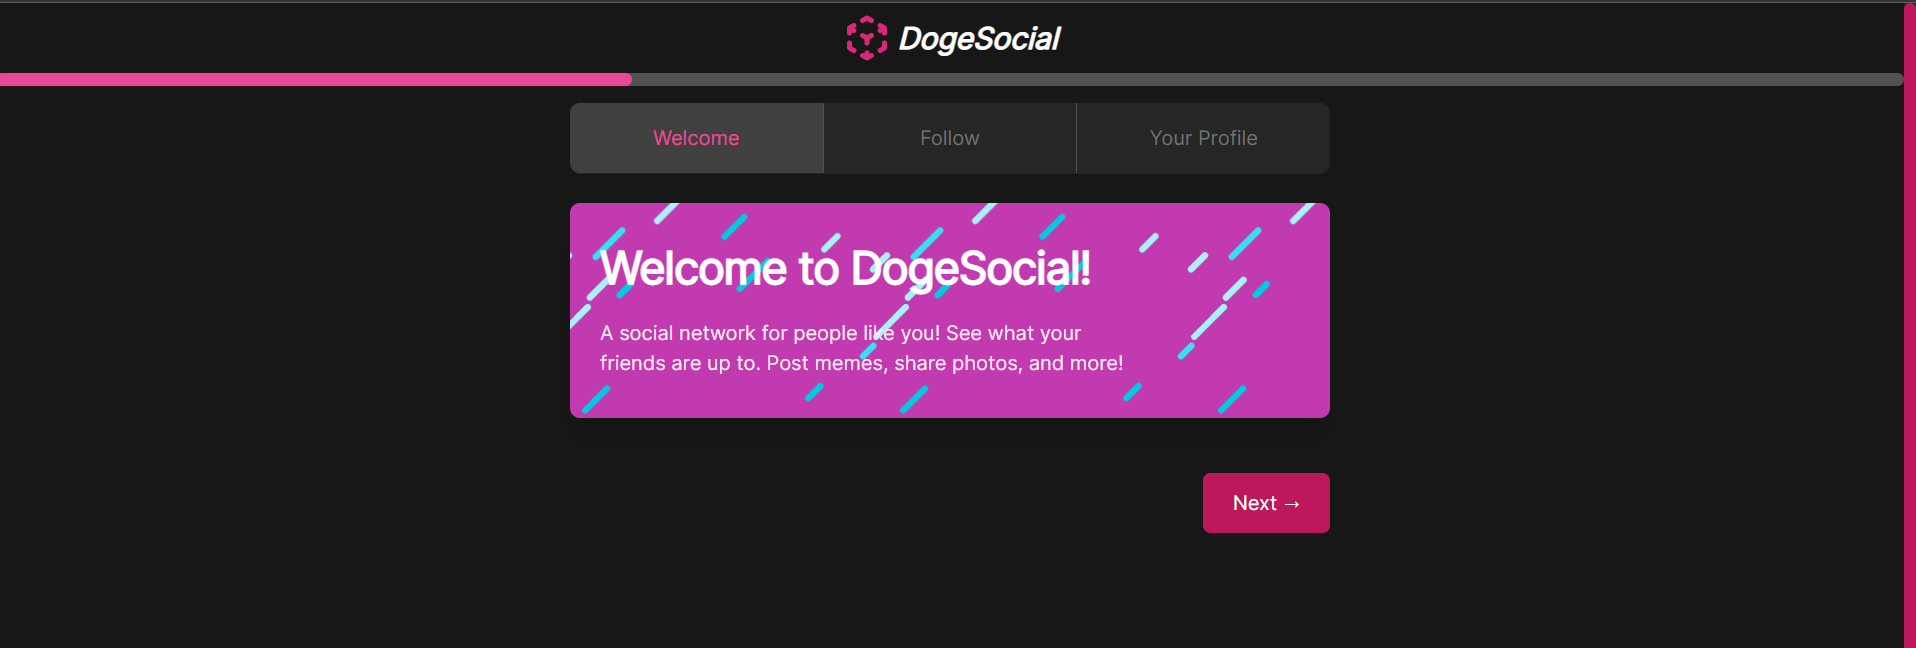 DogeSocial
Welcome
Follow
Your Profile
Welcome to DogeSocial!
A social network for people like you! See what your
friends are up to. Post memes, share photos, and more!
Next →